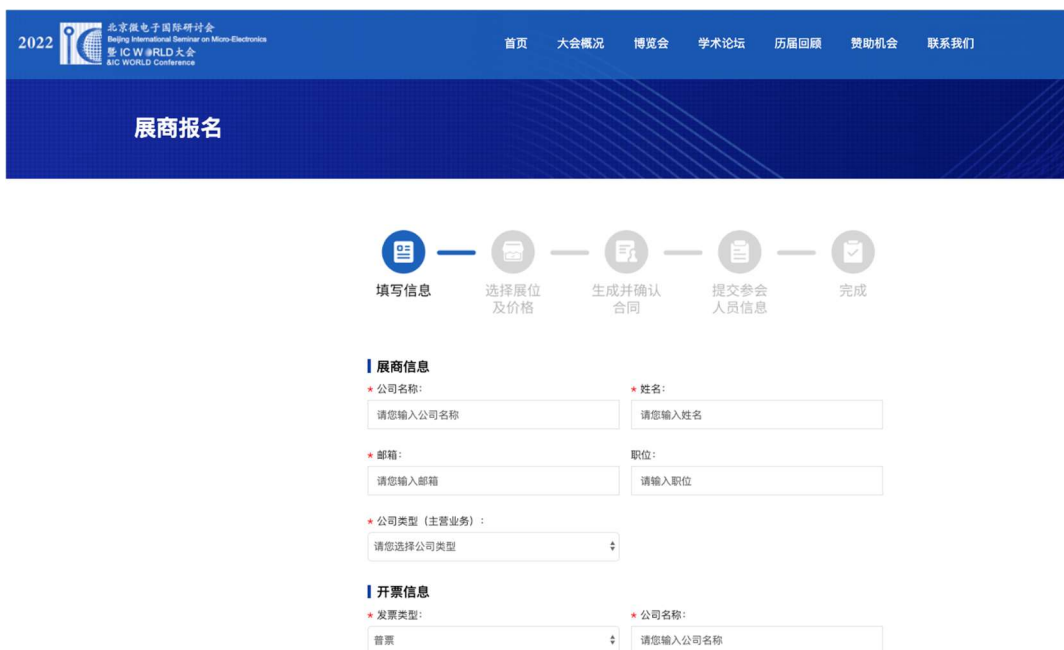 2022
北京微电子国际研讨会
Beijing International Seminar on Micro-Electronics
暨 IC WORLD大会
&IC WORLD Conference
首页 大会概况 博览会 学术论坛 历届回顾 赞助机会 联系我们
展商报名
填写信息 选择展位 生成并确认 提交参会 完成
及价格 合同 人员信息
展商信息
* 公司名称: * 姓名:
请您输入公司名称 请您输入姓名
* 邮箱: 职位:
请您输入邮箱 请输入职位
* 公司类型（主营业务）:
请您选择公司类型
开票信息
* 发票类型: * 公司名称:
普票 请您输入公司名称